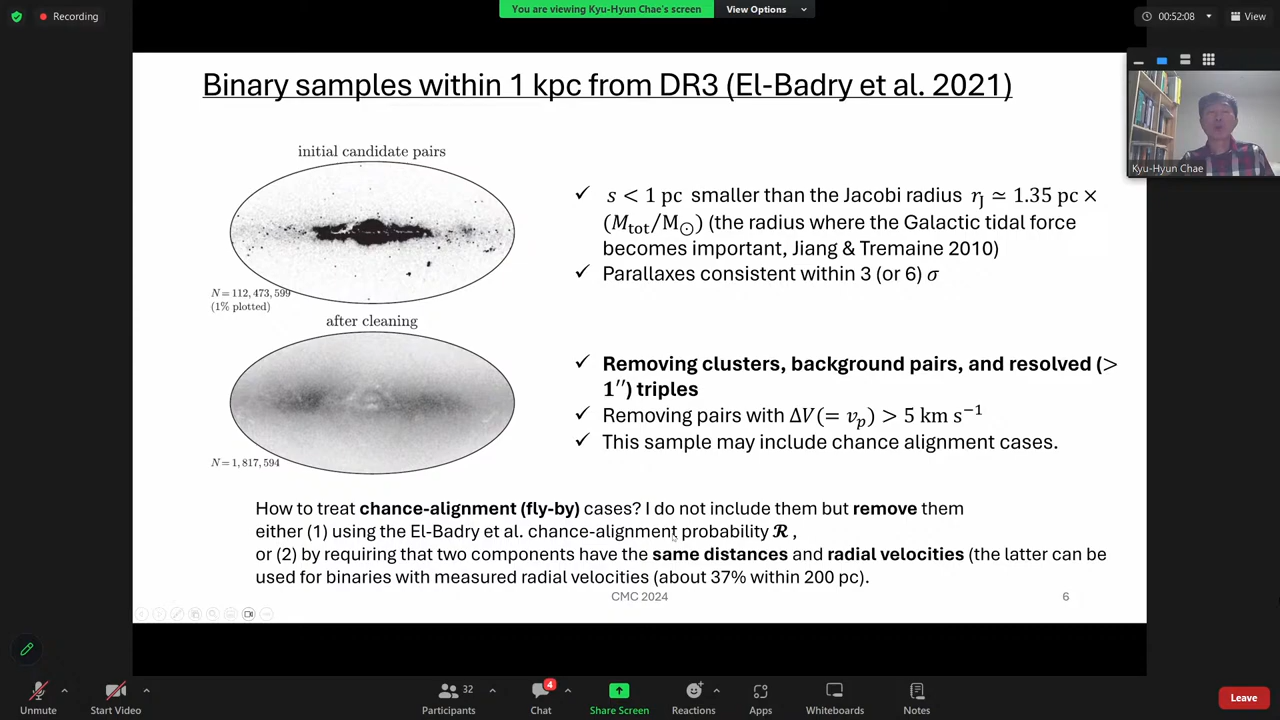 Recording
You are viewing Kyu-Hyun Chae's screen
View Options
00:52:08
View
Kyu-Hyun Chae
Binary samples within 1 kpc from DR3 (El-Badry et al. 2021)
initial candidate pairs
N = 112,473,599
(1% plotted)
after cleaning
N = 1,817,594
✓ s < 1 pc smaller than the Jacobi radius r_J ≃ 1.35 pc ×
(M_tot/M_⊙) (the radius where the Galactic tidal force
becomes important, Jiang & Tremaine 2010)
✓ Parallaxes consistent within 3 (or 6) σ
✓ Removing clusters, background pairs, and resolved (>
1′′) triples
✓ Removing pairs with ΔV(= v_p) > 5 km s⁻¹
✓ This sample may include chance alignment cases.
How to treat chance-alignment (fly-by) cases? I do not include them but remove them
either (1) using the El-Badry et al. chance-alignment probability 𝓡 ,
or (2) by requiring that two components have the same distances and radial velocities (the latter can be
used for binaries with measured radial velocities (about 37% within 200 pc).
CMC 2024
6
Unmute
Start Video
32
Participants
4
Chat
Share Screen
Reactions
Apps
Whiteboards
Notes
Leave